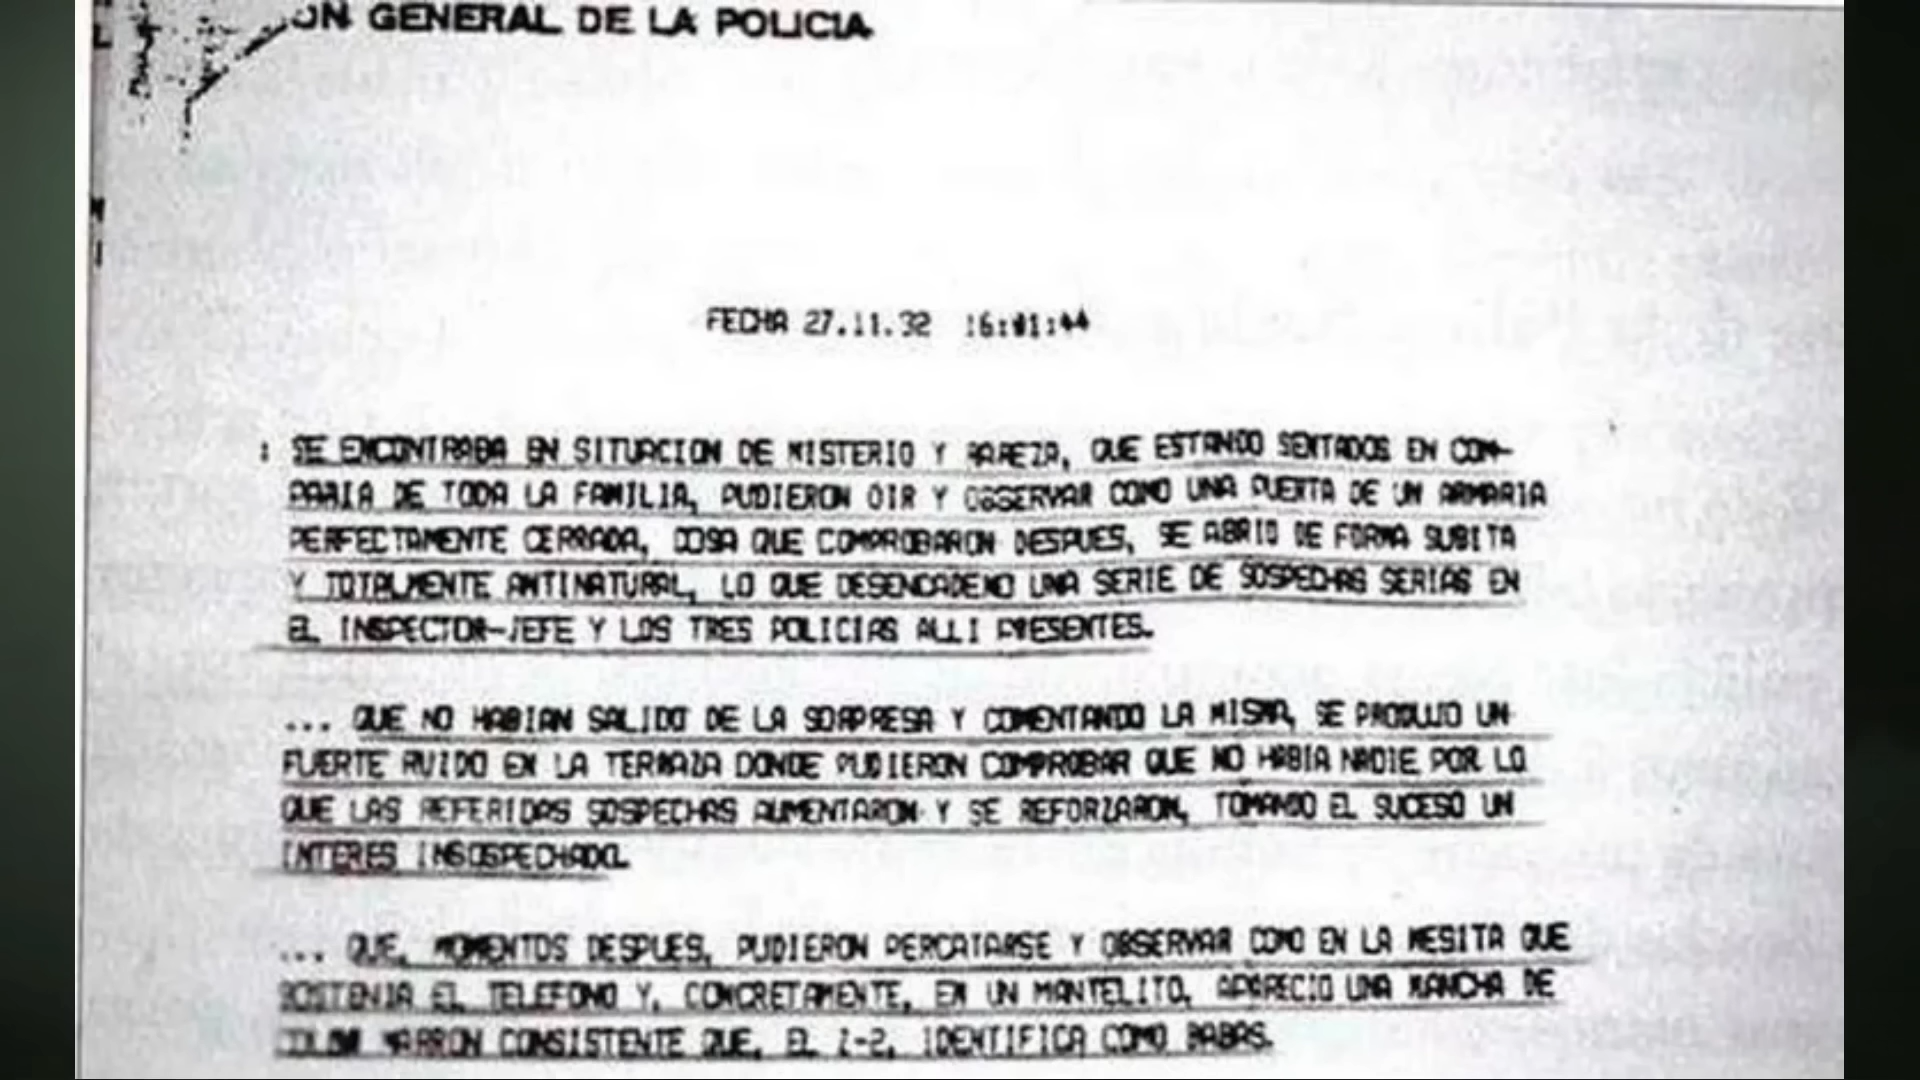 ÓN GENERAL DE LA POLICIA
FECHA 27.11.92 16:01:44
: SE ENCONTRABA EN SITUACION DE MISTERIO Y RAREZA, QUE ESTANDO SENTADOS EN COM-
PAÑIA DE TODA LA FAMILIA, PUDIERON OIR Y OBSERVAR COMO UNA PUERTA DE UN ARMARIA
PERFECTAMENTE CERRADA, COSA QUE COMPROBARON DESPUES, SE ABRIO DE FORMA SUBITA
Y TOTALMENTE ANTINATURAL, LO QUE DESENCADENO UNA SERIE DE SOSPECHAS SERIAS EN
EL INSPECTOR-JEFE Y LOS TRES POLICIAS ALLI PRESENTES.
... QUE NO HABIAN SALIDO DE LA SORPRESA Y COMENTANDO LA MISMA, SE PRODUJO UN
FUERTE RUIDO EN LA TERRAZA DONDE PUDIERON COMPROBAR QUE NO HABIA NADIE POR LO
QUE LAS REFERIDAS SOSPECHAS AUMENTARON Y SE REFORZARON, TOMANDO EL SUCESO UN
INTERES INSOSPECHADO.
... QUE, MOMENTOS DESPUES, PUDIERON PERCATARSE Y OBSERVAR COMO EN LA MESITA QUE
SOSTENIA EL TELEFONO Y, CONCRETAMENTE, EN UN MANTELITO, APARECIO UNA MANCHA DE
COLOR MARRON CONSISTENTE QUE, EL Z-2, IDENTIFICA COMO BABAS.